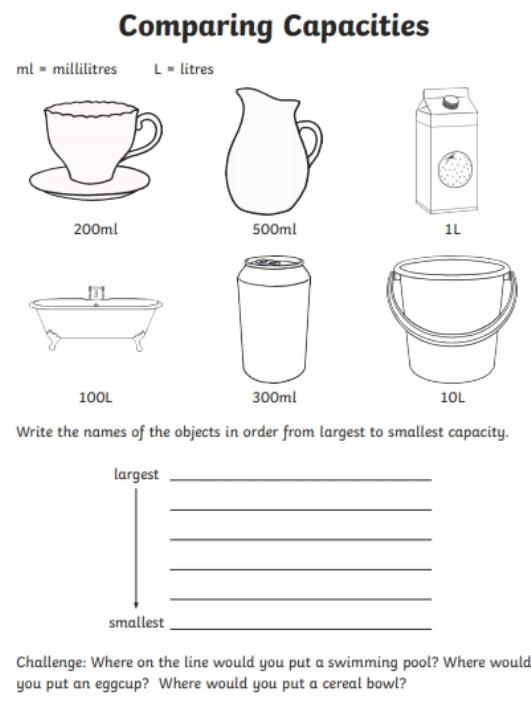 Comparing Capacities
ml = millilitres L = litres
200ml 500ml 1L
100L 300ml 10L
Write the names of the objects in order from largest to smallest capacity.
largest
smallest
Challenge: Where on the line would you put a swimming pool? Where would
you put an eggcup? Where would you put a cereal bowl?